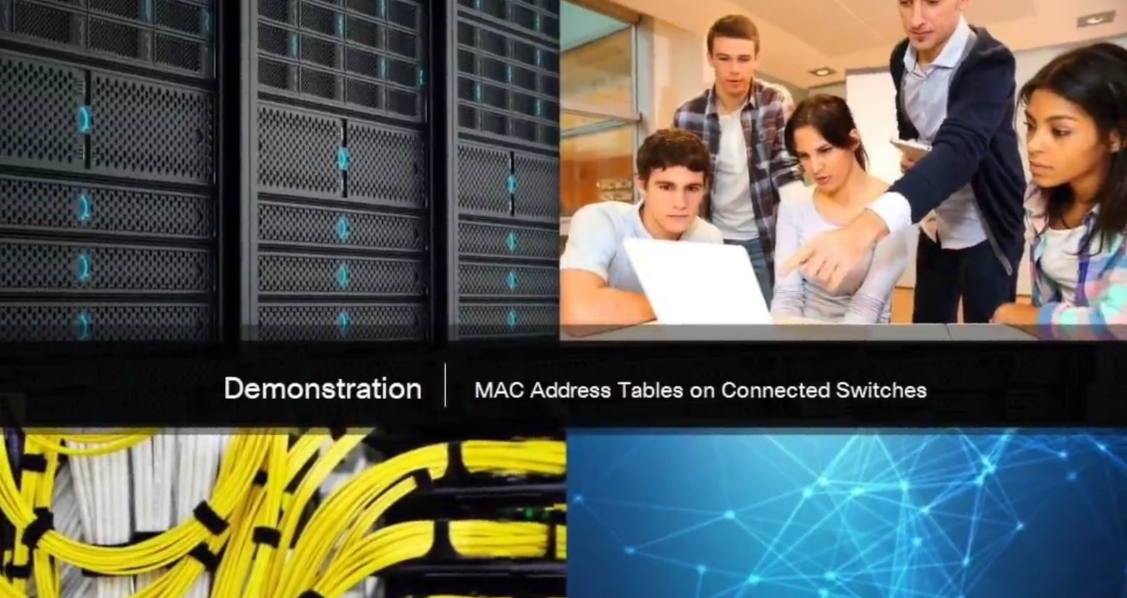 Demonstration
MAC Address Tables on Connected Switches